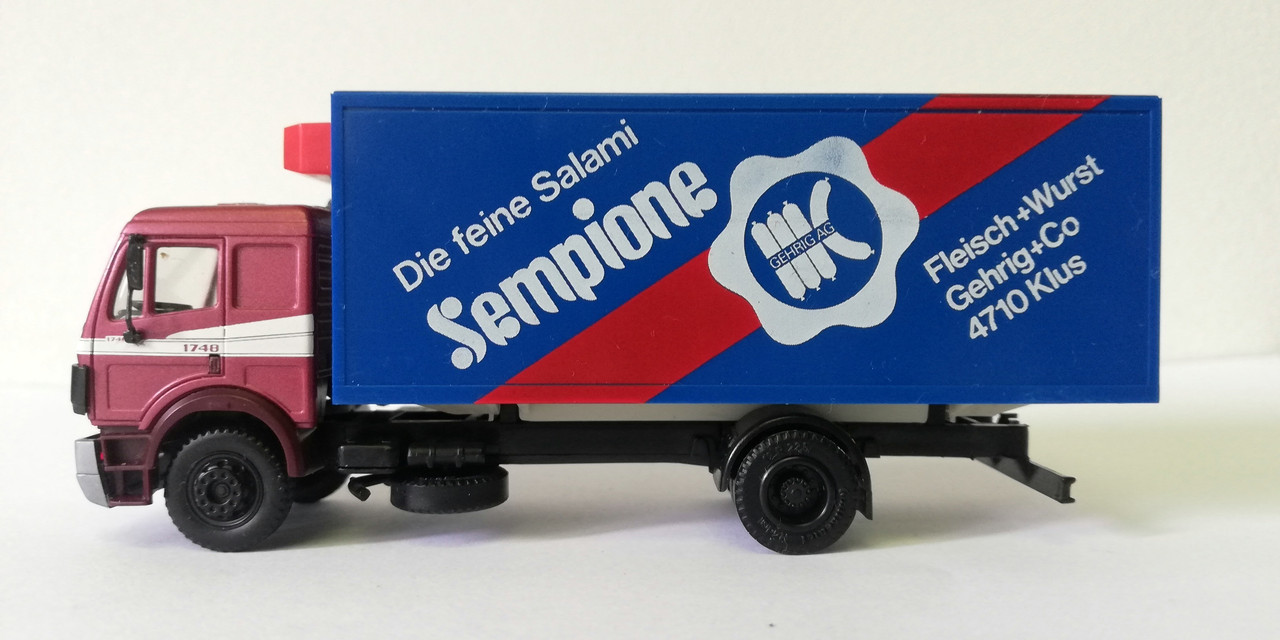 Die feine Salami
Sempione
GEHRIG AG
Fleisch+Wurst
Gehrig+Co
4710 Klus
1748